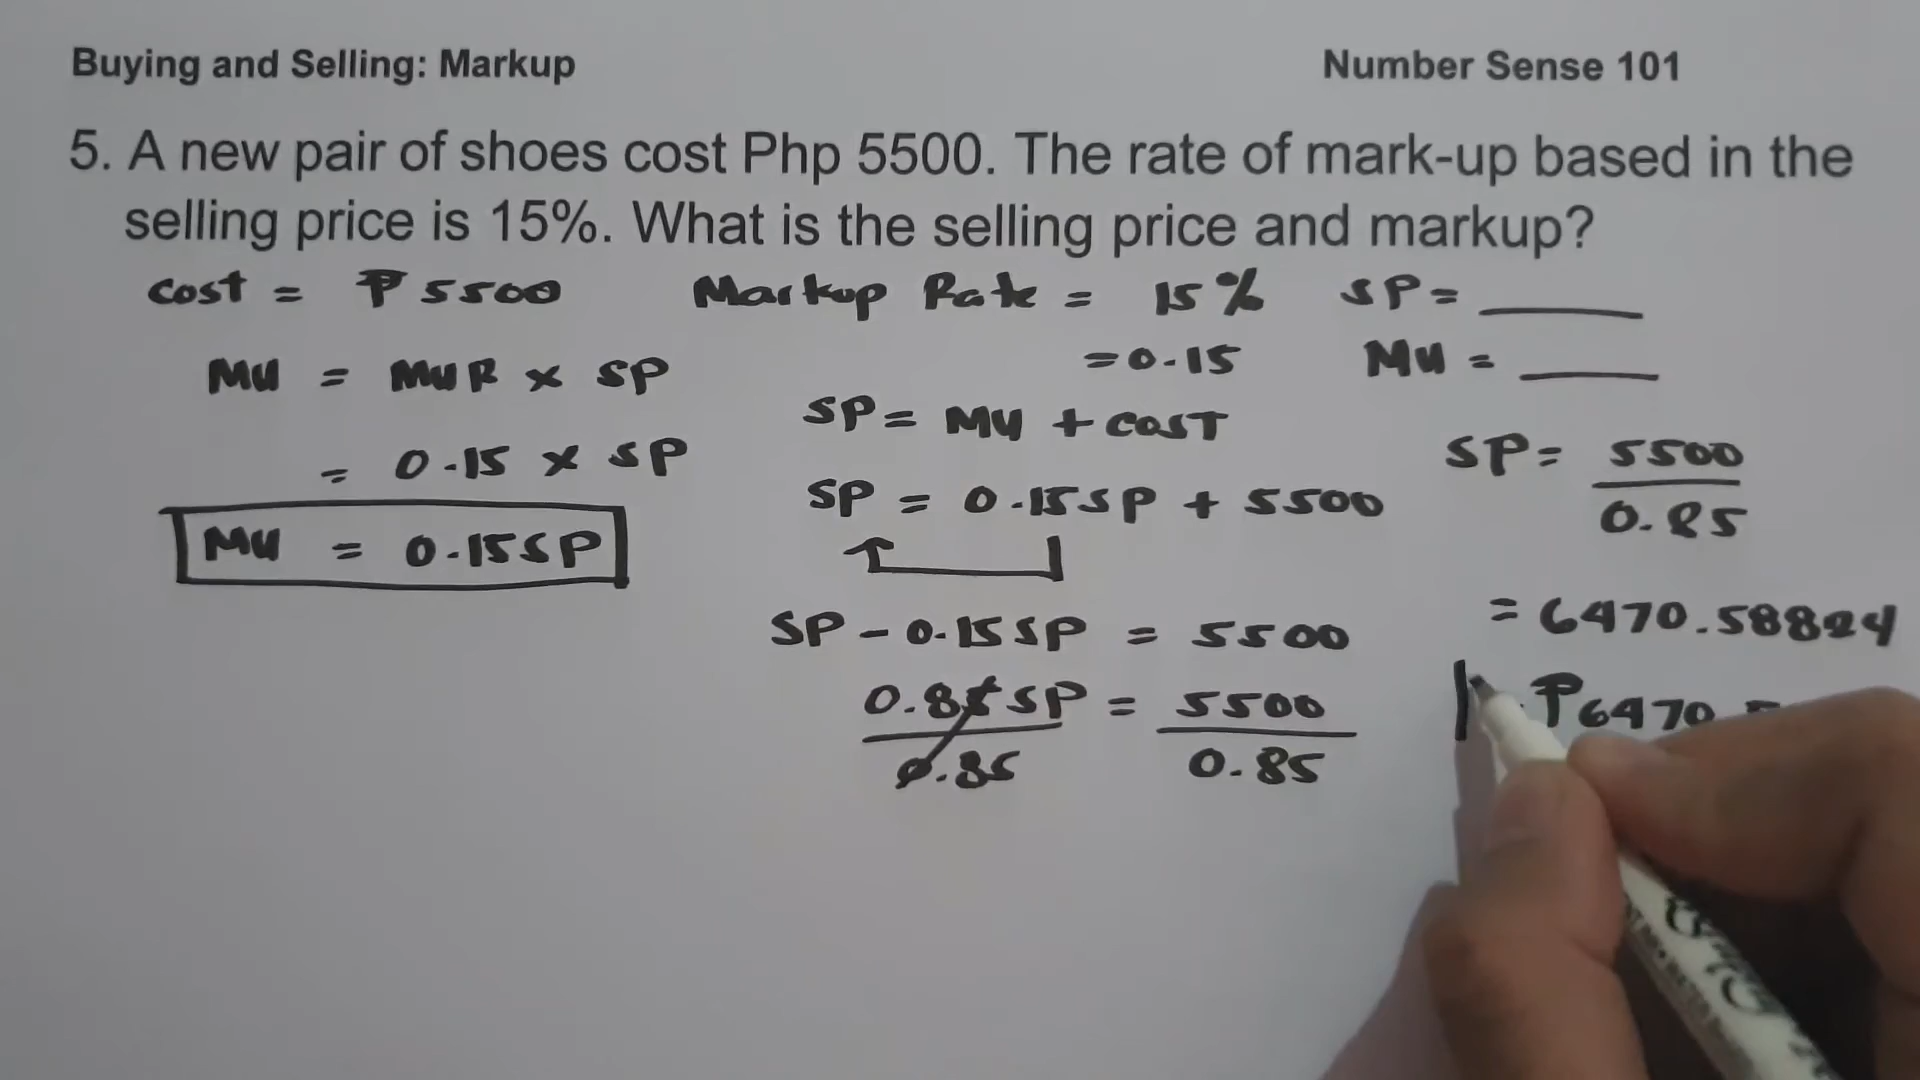 Buying and Selling: Markup
Number Sense 101
5. A new pair of shoes cost Php 5500. The rate of mark-up based in the
selling price is 15%. What is the selling price and markup?
Cost = ₱5500
Markup Rate = 15%
= 0.15
SP = ____
MU = ____
MU = MUR x SP
= 0.15 x SP
MU = 0.15SP
SP = MU + COST
SP = 0.15SP + 5500
SP - 0.15SP = 5500
0.85SP = 5500
0.85 0.85
SP = 5500
0.85
= 6470.58824
₱6470